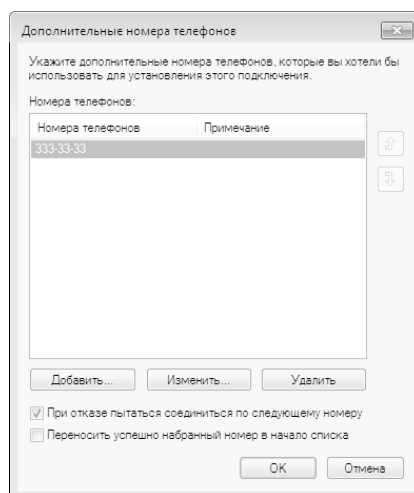 Дополнительные номера телефонов
Укажите дополнительные номера телефонов, которые вы хотели бы
использовать для установления этого подключения.
Номера телефонов:
Номера телефонов Примечание
333-33-33
Добавить... Изменить... Удалить
При отказе пытаться соединиться по следующему номеру
Переносить успешно набранный номер в начало списка
OK Отмена